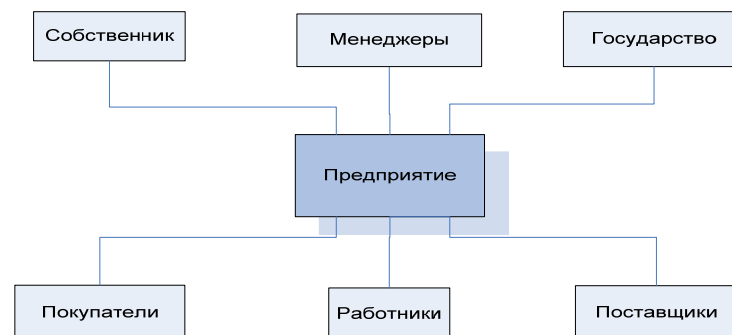 Собственник
Менеджеры
Государство
Предприятие
Покупатели
Работники
Поставщики